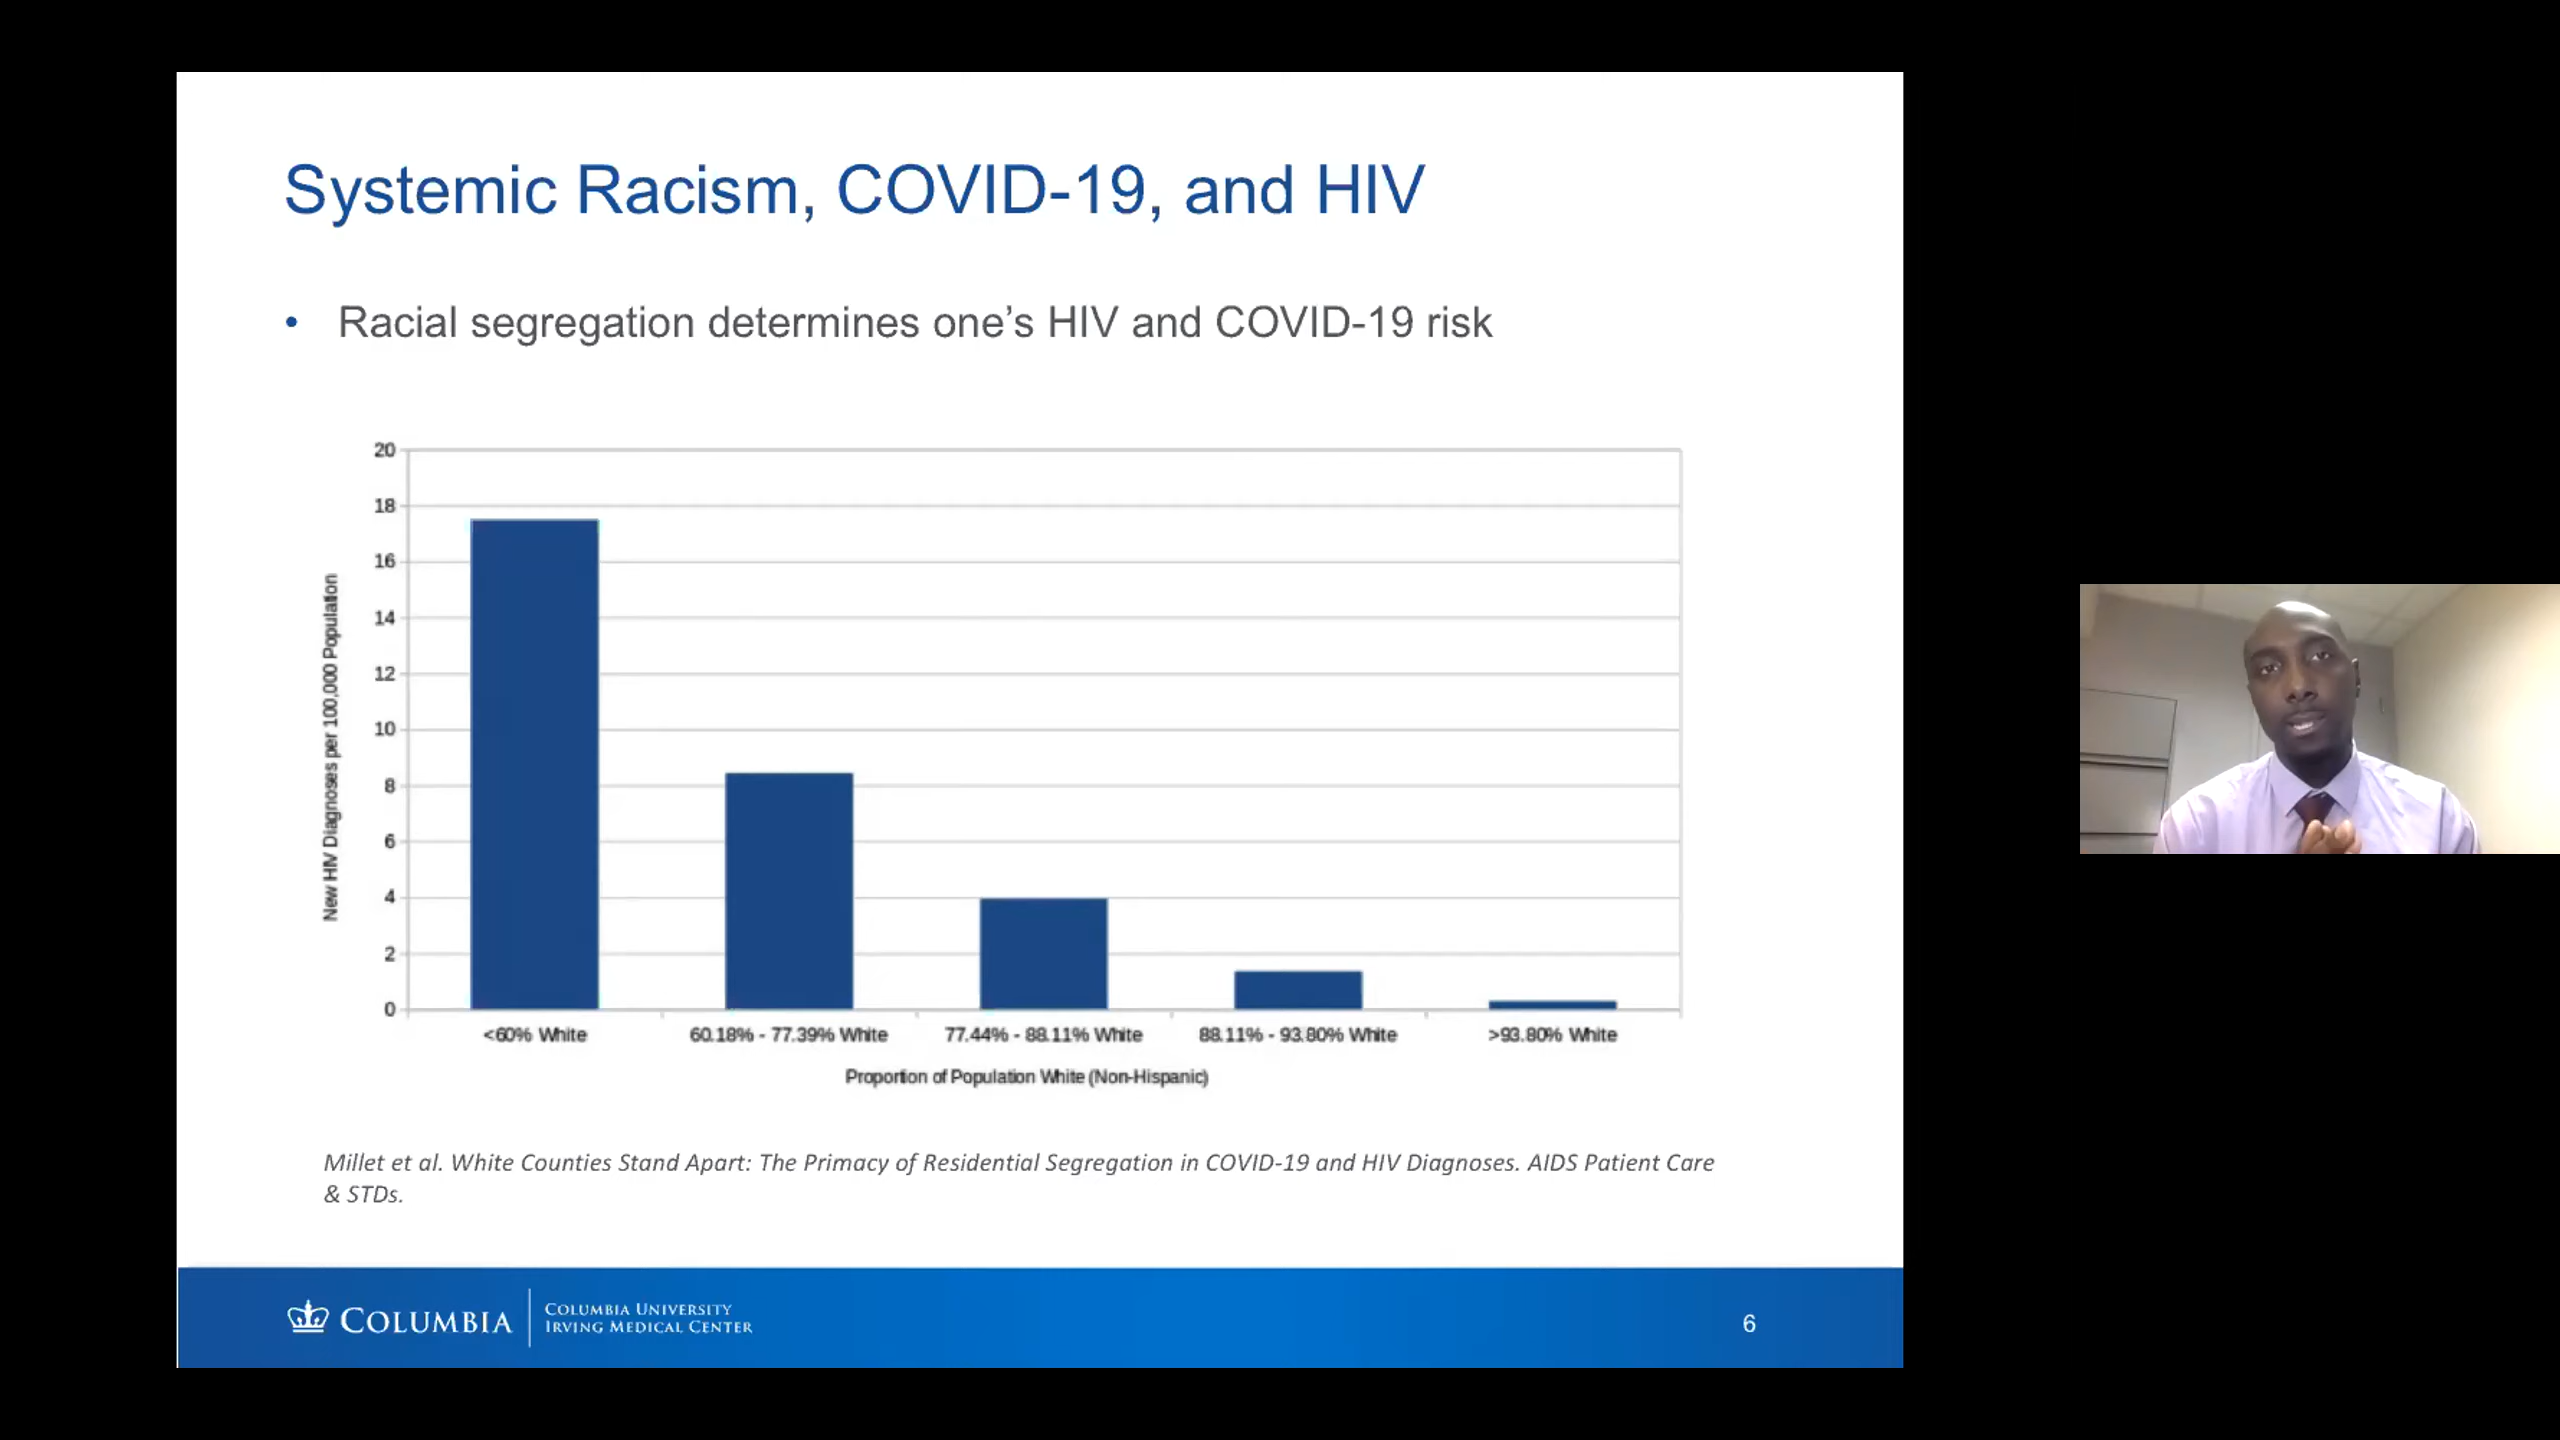 Systemic Racism, COVID-19, and HIV
• Racial segregation determines one’s HIV and COVID-19 risk
New HIV Diagnoses per 100,000 Population
20
18
16
14
12
10
8
6
4
2
0
<60% White
60.18% - 77.39% White
77.44% - 88.11% White
88.11% - 93.80% White
>93.80% White
Proportion of Population White (Non-Hispanic)
Millet et al. White Counties Stand Apart: The Primacy of Residential Segregation in COVID-19 and HIV Diagnoses. AIDS Patient Care
& STDs.
COLUMBIA
COLUMBIA UNIVERSITY
IRVING MEDICAL CENTER
6